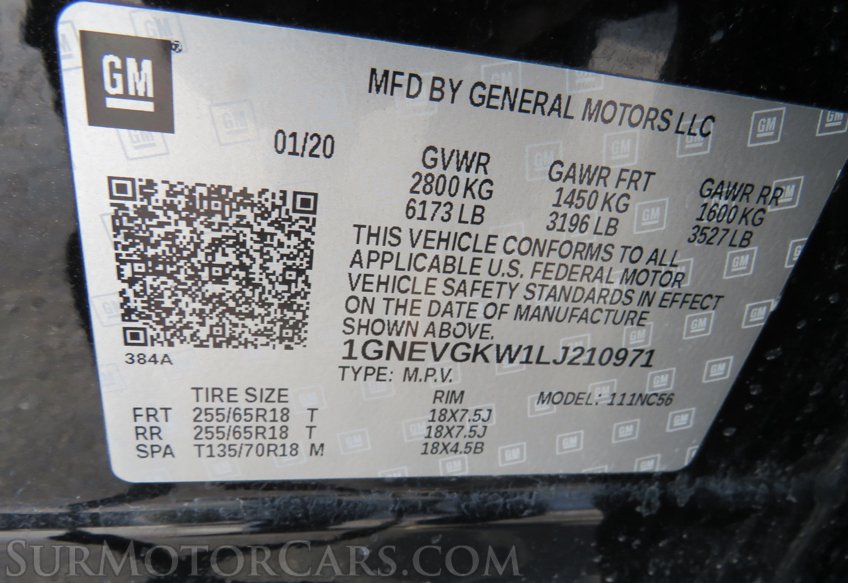 GM
MFD BY GENERAL MOTORS LLC
01/20
GVWR
2800 KG
6173 LB
GAWR FRT
1450 KG
3196 LB
GAWR RR
1600 KG
3527 LB
THIS VEHICLE CONFORMS TO ALL
APPLICABLE U.S. FEDERAL MOTOR
VEHICLE SAFETY STANDARDS IN EFFECT
ON THE DATE OF MANUFACTURE
SHOWN ABOVE.
384A
1GNEVGKW1LJ210971
TYPE: M.P.V. MODEL: 111NC56
TIRE SIZE RIM
FRT 255/65R18 T 18X7.5J
RR 255/65R18 T 18X7.5J
SPA T135/70R18 M 18X4.5B
SurMotorCars.com